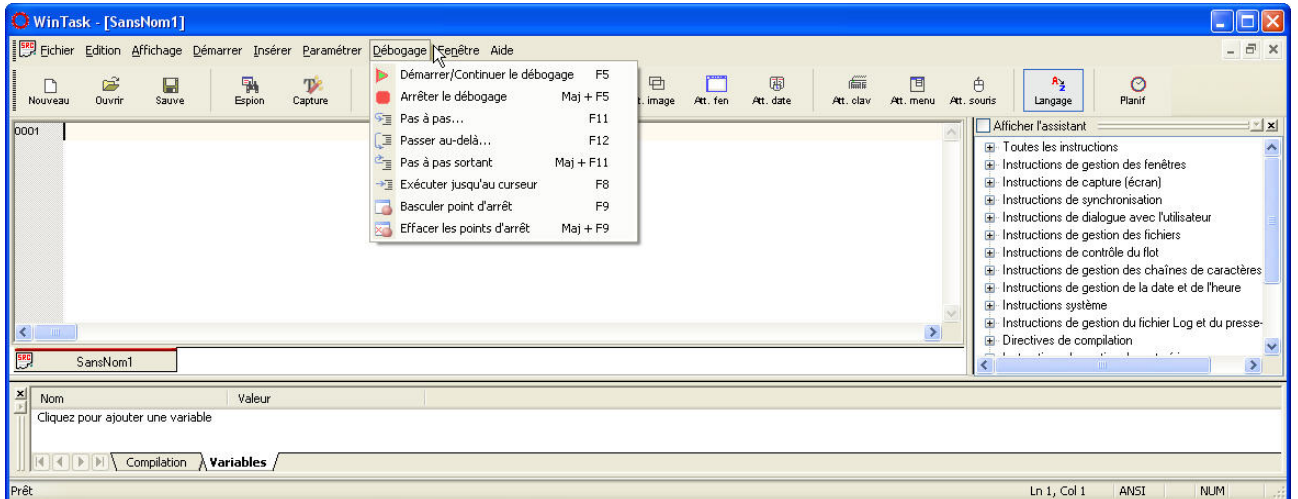 WinTask - [SansNom1]
Fichier Edition Affichage Démarrer Insérer Paramétrer Débogage Fenêtre Aide
Nouveau Ouvrir Sauve Espion Capture t. image Att. fen Att. date Att. clav Att. menu Att. souris Langage Planif
Démarrer/Continuer le débogage F5
Arrêter le débogage Maj + F5
Pas à pas... F11
Passer au-delà... F12
Pas à pas sortant Maj + F11
Exécuter jusqu'au curseur F8
Basculer point d'arrêt F9
Effacer les points d'arrêt Maj + F9
0001
Afficher l'assistant
Toutes les instructions
Instructions de gestion des fenêtres
Instructions de capture (écran)
Instructions de synchronisation
Instructions de dialogue avec l'utilisateur
Instructions de gestion des fichiers
Instructions de contrôle du flot
Instructions de gestion des chaînes de caractères
Instructions de gestion de la date et de l'heure
Instructions système
Instructions de gestion du fichier Log et du presse-
Directives de compilation
SansNom1
Nom Valeur
Cliquez pour ajouter une variable
Compilation Variables
Prêt Ln 1, Col 1 ANSI NUM